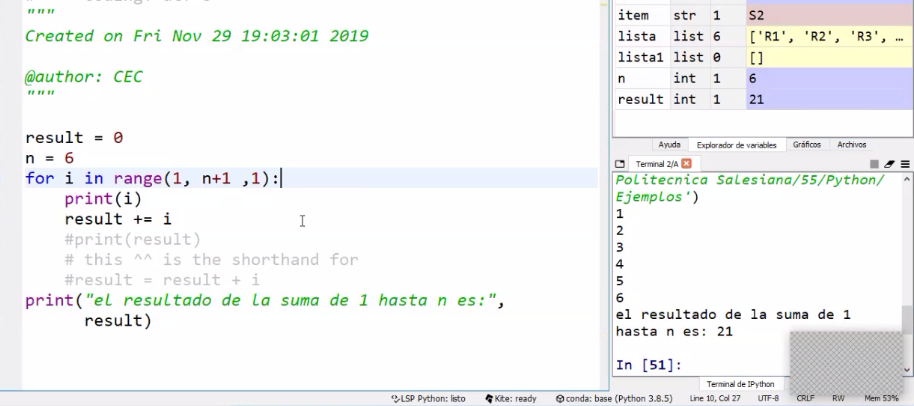 """
Created on Fri Nov 29 19:03:01 2019
@author: CEC
"""
result = 0
n = 6
for i in range(1, n+1 ,1):
print(i)
result += i
#print(result)
# this ^^ is the shorthand for
#result = result + i
print("el resultado de la suma de 1 hasta n es:",
result)
item str 1 S2
lista list 6 ['R1', 'R2', 'R3', ...
lista1 list 0 []
n int 1 6
result int 1 21
Ayuda Explorador de variables Gráficos Archivos
Terminal 2/A
Politecnica Salesiana/55/Python/
Ejemplos')
1
2
3
4
5
6
el resultado de la suma de 1
hasta n es: 21
In [51]:
Terminal de IPython
LSP Python: listo Kite: ready conda: base (Python 3.8.5) Line 10, Col 27 UTF-8 CRLF RW Mem 53%